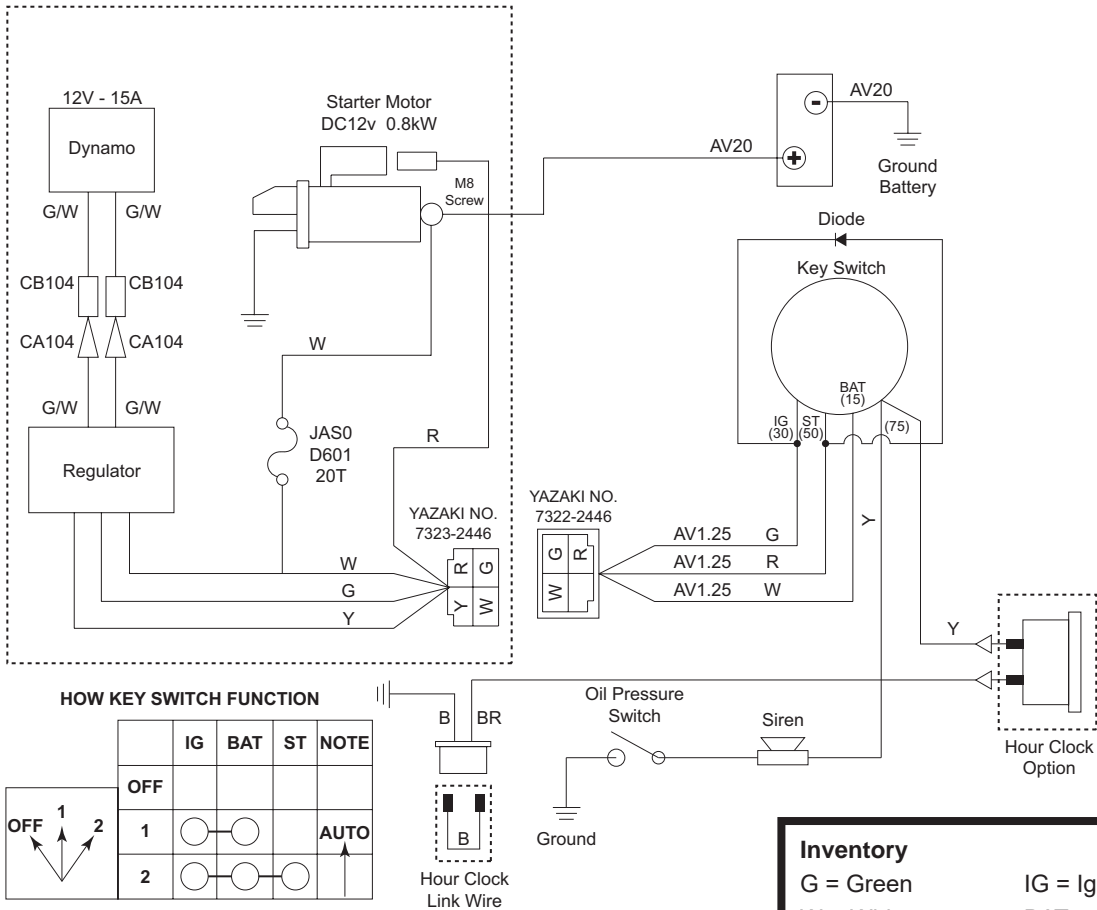 12V - 15A
Dynamo
G/W
G/W
CB104
CB104
CA104
CA104
G/W
G/W
Regulator
Starter Motor
DC12v 0.8kW
M8
Screw
W
JAS0
D601
20T
R
YAZAKI NO.
7323-2446
R
G
Y
W
W
G
Y
AV20
AV20
Ground
Battery
Diode
Key Switch
BAT
(15)
IG
(30)
ST
(50)
(75)
YAZAKI NO.
7322-2446
G
R
W
AV1.25 G
AV1.25 R
AV1.25 W
Y
Y
Hour Clock
Option
HOW KEY SWITCH FUNCTION
IG BAT ST NOTE
OFF
1 AUTO
2
OFF 1 2
B BR
B
Hour Clock
Link Wire
Oil Pressure
Switch
Siren
Ground
Inventory
G = Green